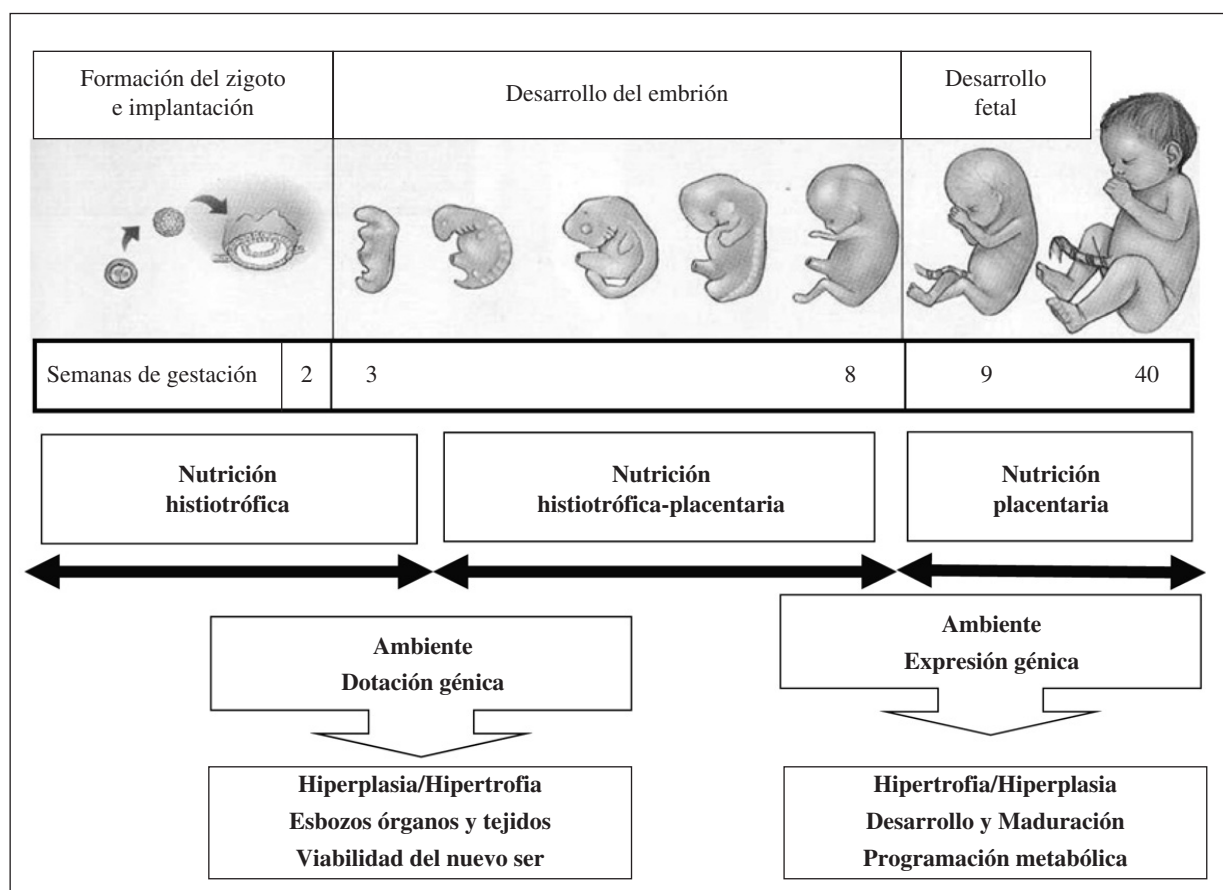 Formación del zigoto
e implantación
Desarrollo del embrión
Desarrollo
fetal
Semanas de gestación 2 3 8 9 40
Nutrición
histiotrófica
Nutrición
histiotrófica-placentaria
Nutrición
placentaria
Ambiente
Dotación génica
Ambiente
Expresión génica
Hiperplasia/Hipertrofia
Esbozos órganos y tejidos
Viabilidad del nuevo ser
Hipertrofia/Hiperplasia
Desarrollo y Maduración
Programación metabólica